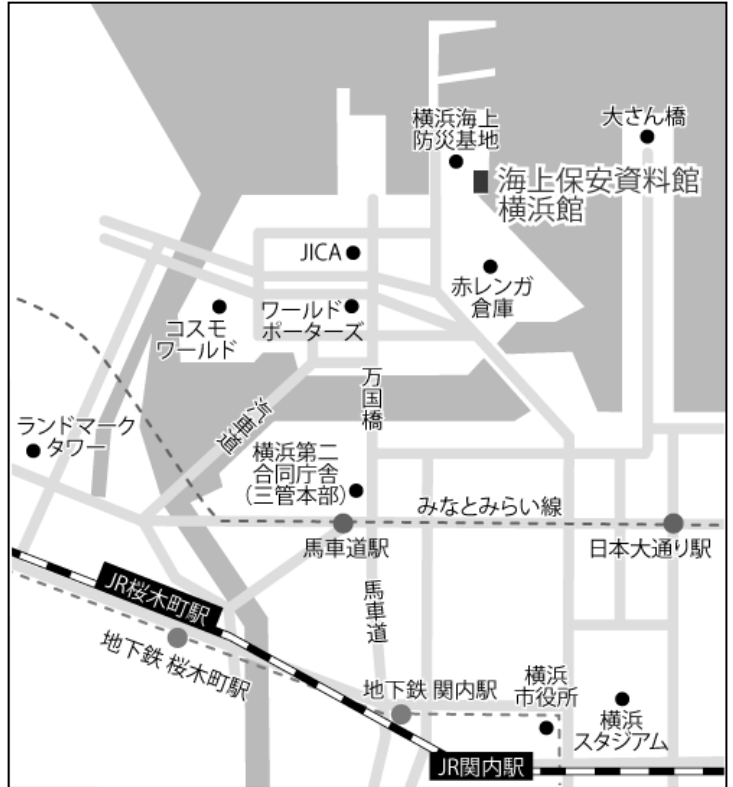 横浜海上
防災基地
大さん橋
海上保安資料館
横浜館
JICA
赤レンガ
倉庫
コスモ
ワールド
ワールド
ポーターズ
万国橋
汽車道
ランドマーク
タワー
横浜第二
合同庁舎
(三管本部)
みなとみらい線
馬車道駅
日本大通り駅
JR桜木町駅
馬車道
地下鉄 桜木町駅
地下鉄 関内駅
横浜
市役所
横浜
スタジアム
JR関内駅